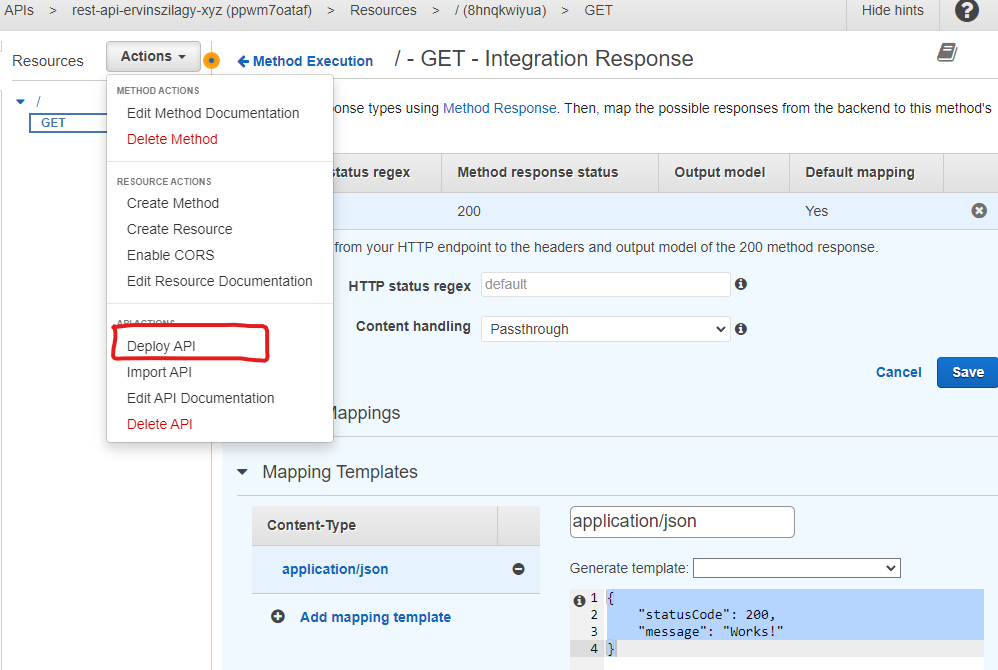 APIs > rest-api-ervinszilagy-xyz (ppwm7oataf) > Resources > / (8hnqkwiyua) > GET Hide hints ?
Resources Actions Method Execution / - GET - Integration Response
METHOD ACTIONS
Edit Method Documentation
Delete Method
RESOURCE ACTIONS
Create Method
Create Resource
Enable CORS
Edit Resource Documentation
API ACTIONS
Deploy API
Import API
Edit API Documentation
Delete API
/
GET
types using Method Response. Then, map the possible responses from the backend to this method's
regex Method response status Output model Default mapping
200 Yes
from your HTTP endpoint to the headers and output model of the 200 method response.
HTTP status regex default
Content handling Passthrough
Cancel Save
Mappings
Mapping Templates
Content-Type
application/json
Add mapping template
application/json
Generate template:
1 {
2 "statusCode": 200,
3 "message": "Works!"
4 }